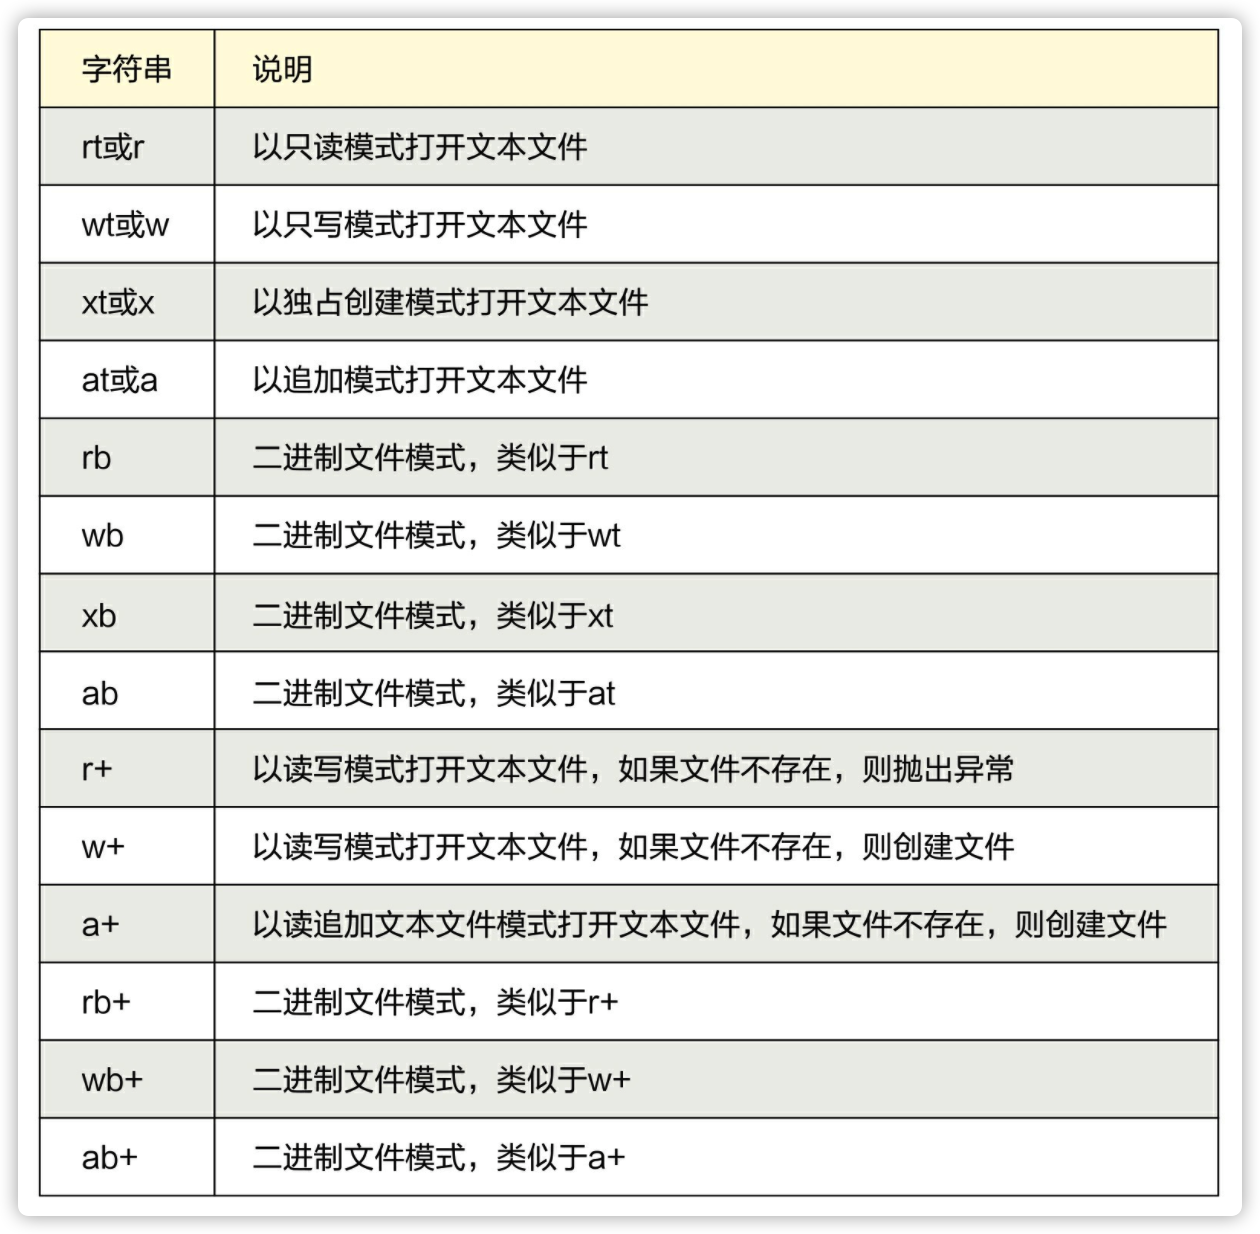 字符串 说明
rt或r 以只读模式打开文本文件
wt或w 以只写模式打开文本文件
xt或x 以独占创建模式打开文本文件
at或a 以追加模式打开文本文件
rb 二进制文件模式，类似于rt
wb 二进制文件模式，类似于wt
xb 二进制文件模式，类似于xt
ab 二进制文件模式，类似于at
r+ 以读写模式打开文本文件，如果文件不存在，则抛出异常
w+ 以读写模式打开文本文件，如果文件不存在，则创建文件
a+ 以读追加文本文件模式打开文本文件，如果文件不存在，则创建文件
rb+ 二进制文件模式，类似于r+
wb+ 二进制文件模式，类似于w+
ab+ 二进制文件模式，类似于a+